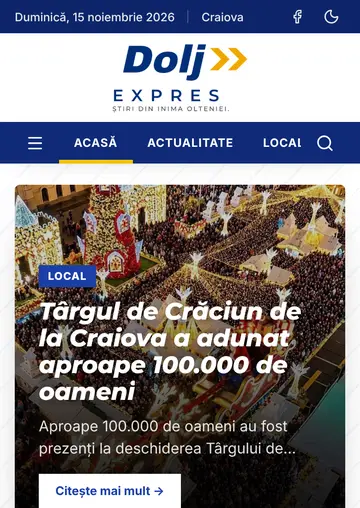 Duminică, 15 noiembrie 2026 | Craiova
Dolj
EXPRES
ȘTIRI DIN INIMA OLTENIEI.
ACASĂ ACTUALITATE LOCAL
LOCAL
Târgul de Crăciun de
la Craiova a adunat
aproape 100.000 de
oameni
Aproape 100.000 de oameni au fost
prezenți la deschiderea Târgului de...
Citește mai mult →